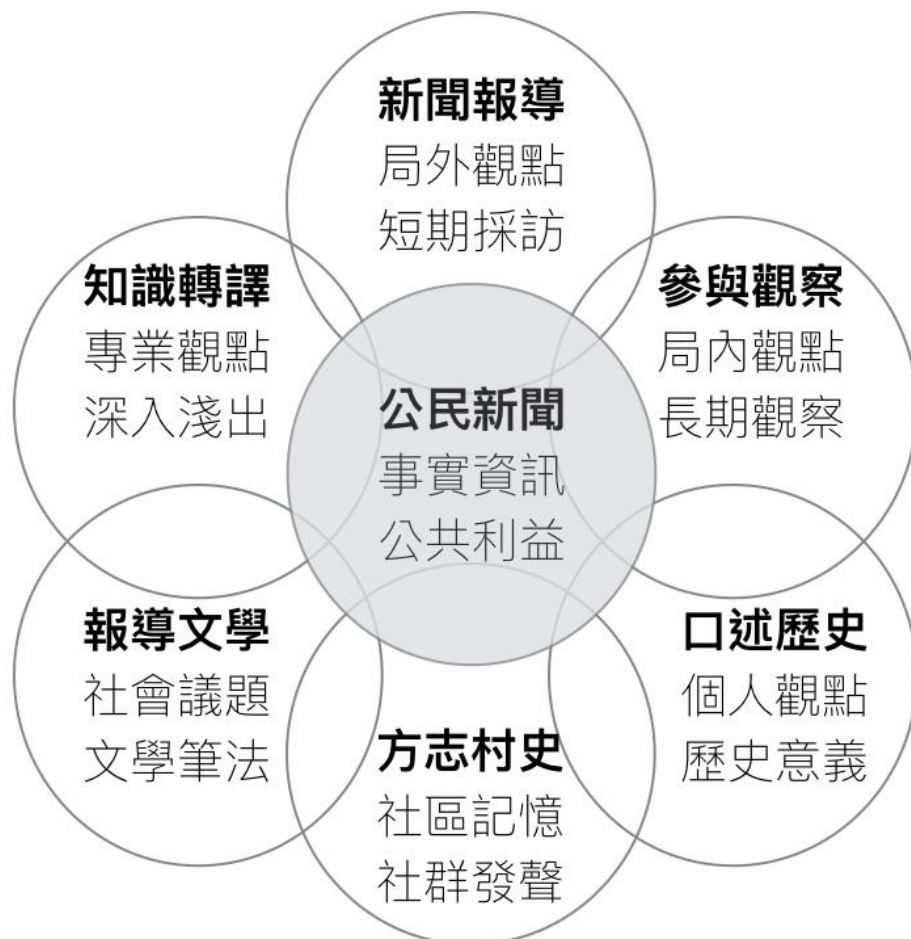 新聞報導
局外觀點
短期採訪
知識轉譯
專業觀點
深入淺出
參與觀察
局內觀點
長期觀察
公民新聞
事實資訊
公共利益
報導文學
社會議題
文學筆法
口述歷史
個人觀點
歷史意義
方志村史
社區記憶
社群發聲